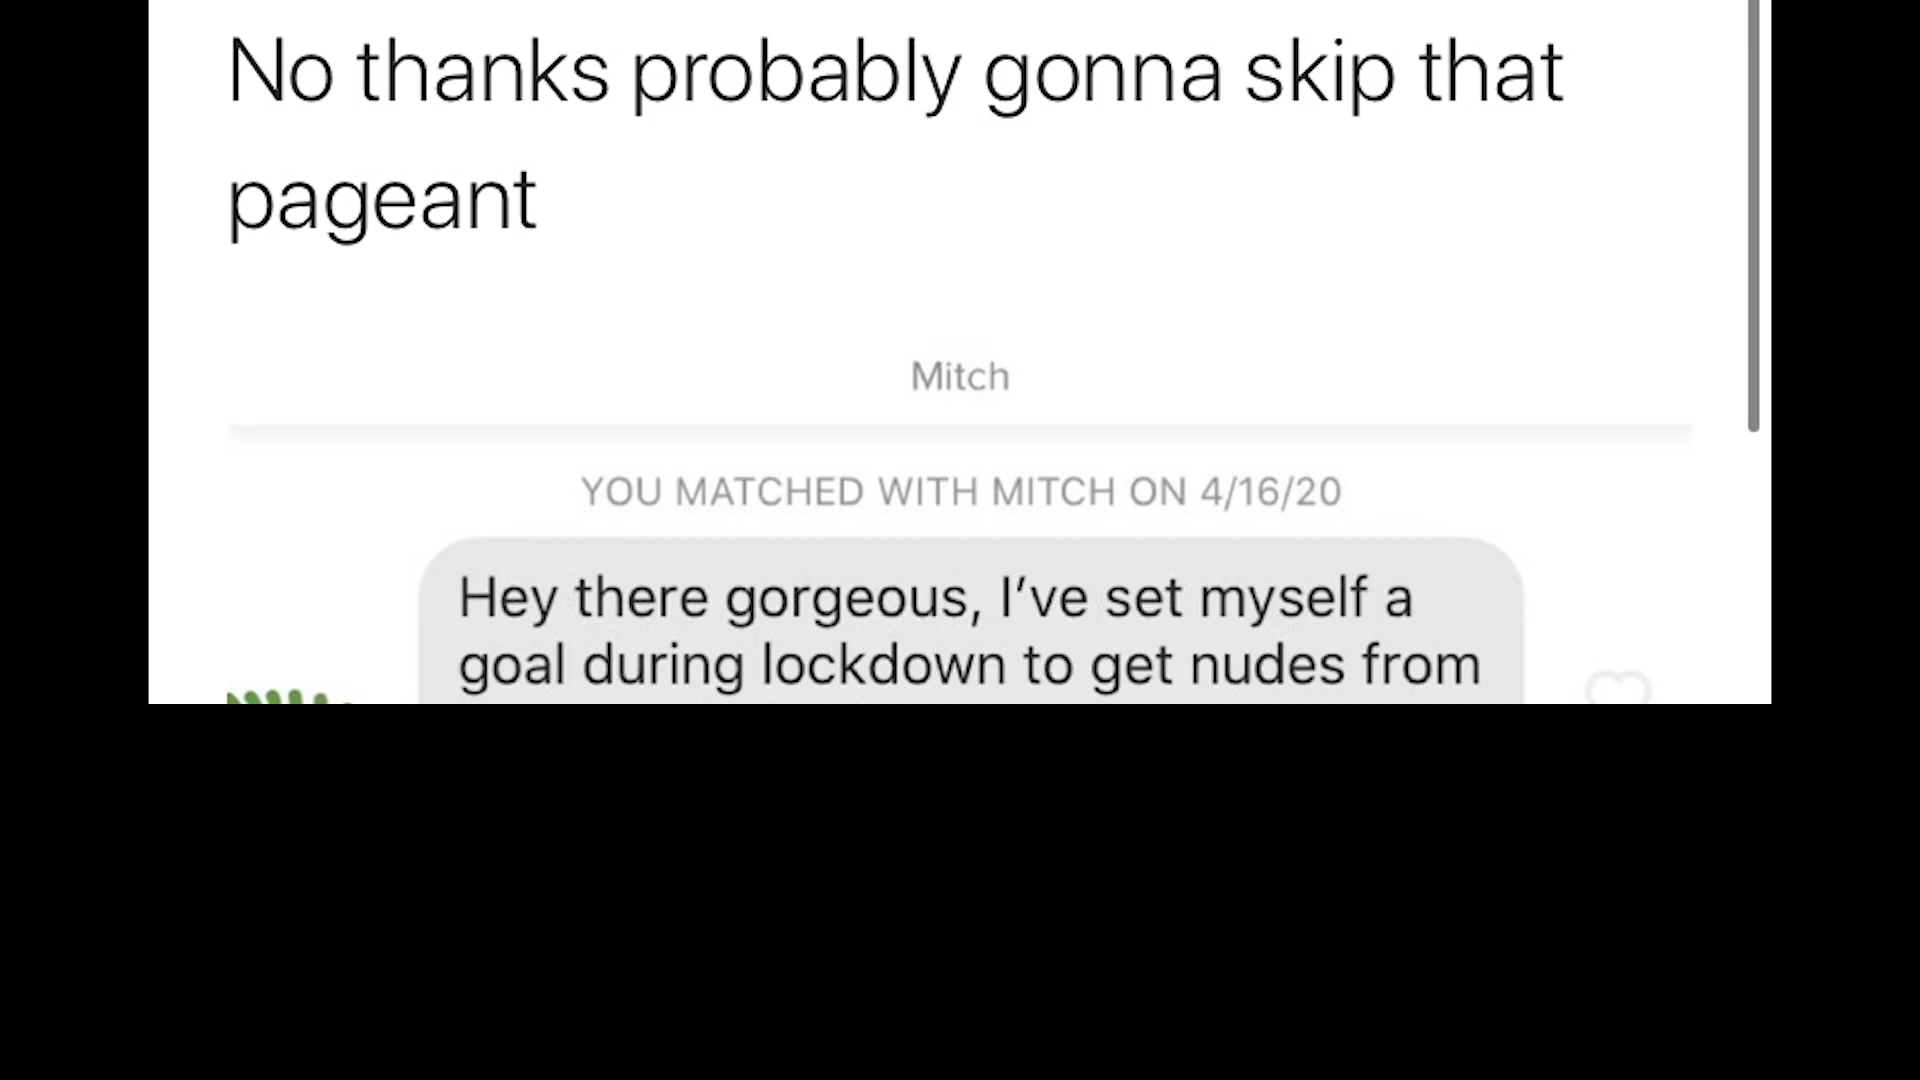 No thanks probably gonna skip that
pageant
Mitch
YOU MATCHED WITH MITCH ON 4/16/20
Hey there gorgeous, I've set myself a
goal during lockdown to get nudes from